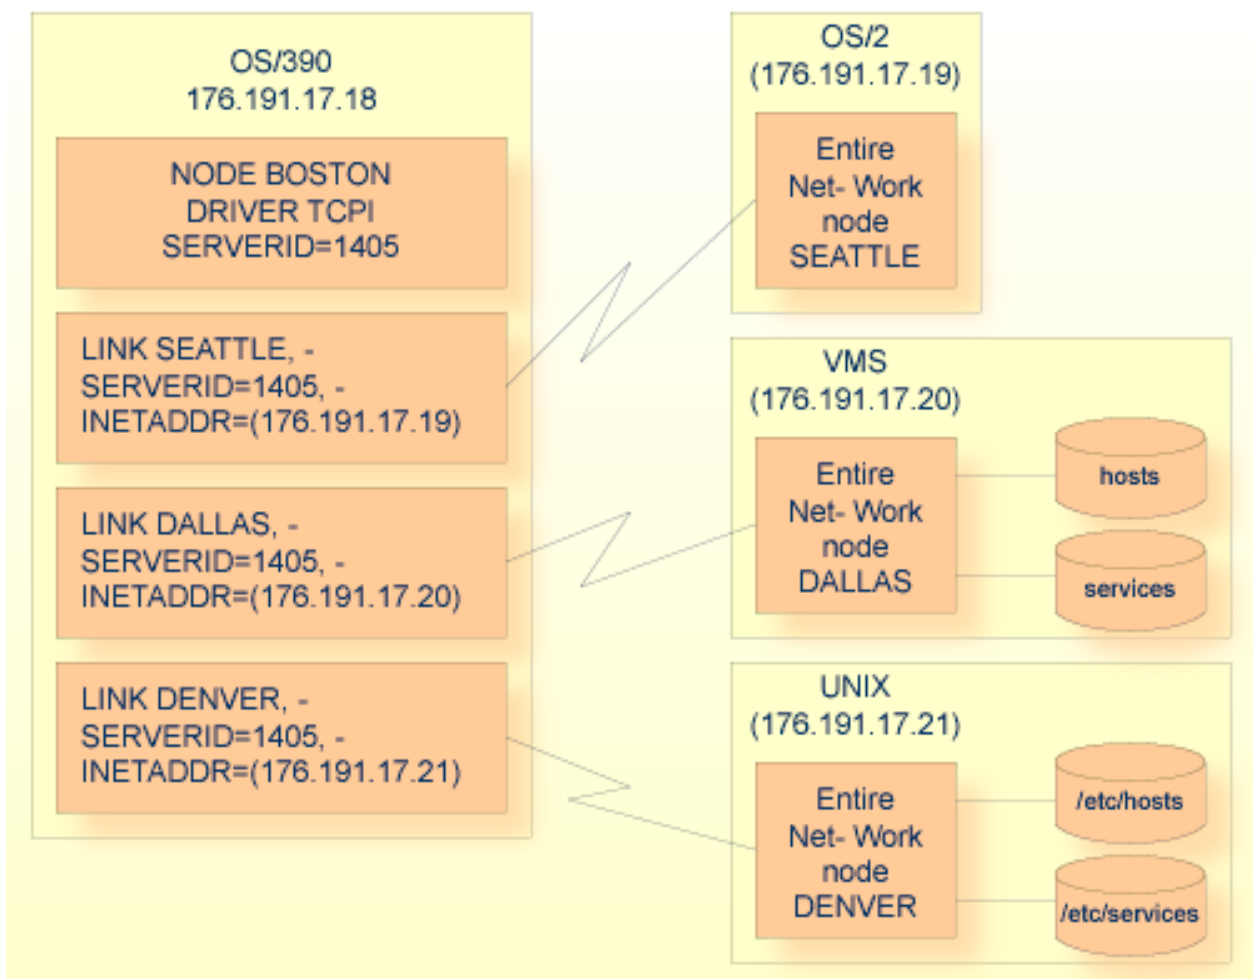 OS/390
176.191.17.18
NODE BOSTON
DRIVER TCPI
SERVERID=1405
LINK SEATTLE, -
SERVERID=1405, -
INETADDR=(176.191.17.19)
LINK DALLAS, -
SERVERID=1405, -
INETADDR=(176.191.17.20)
LINK DENVER, -
SERVERID=1405, -
INETADDR=(176.191.17.21)
OS/2
(176.191.17.19)
Entire
Net- Work
node
SEATTLE
VMS
(176.191.17.20)
Entire
Net- Work
node
DALLAS
hosts
services
UNIX
(176.191.17.21)
Entire
Net- Work
node
DENVER
/etc/hosts
/etc/services